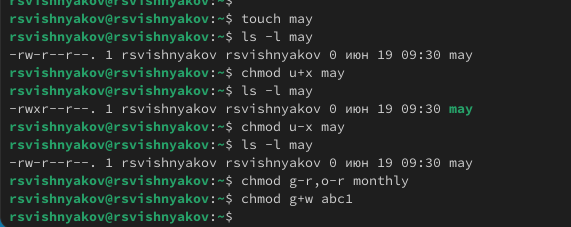 rsvishnyakov@rsvishnyakov:~$
rsvishnyakov@rsvishnyakov:~$ touch may
rsvishnyakov@rsvishnyakov:~$ ls -l may
-rw-r--r--. 1 rsvishnyakov rsvishnyakov 0 июн 19 09:30 may
rsvishnyakov@rsvishnyakov:~$ chmod u+x may
rsvishnyakov@rsvishnyakov:~$ ls -l may
-rwxr--r--. 1 rsvishnyakov rsvishnyakov 0 июн 19 09:30 may
rsvishnyakov@rsvishnyakov:~$ chmod u-x may
rsvishnyakov@rsvishnyakov:~$ ls -l may
-rw-r--r--. 1 rsvishnyakov rsvishnyakov 0 июн 19 09:30 may
rsvishnyakov@rsvishnyakov:~$ chmod g-r,o-r monthly
rsvishnyakov@rsvishnyakov:~$ chmod g+w abc1
rsvishnyakov@rsvishnyakov:~$